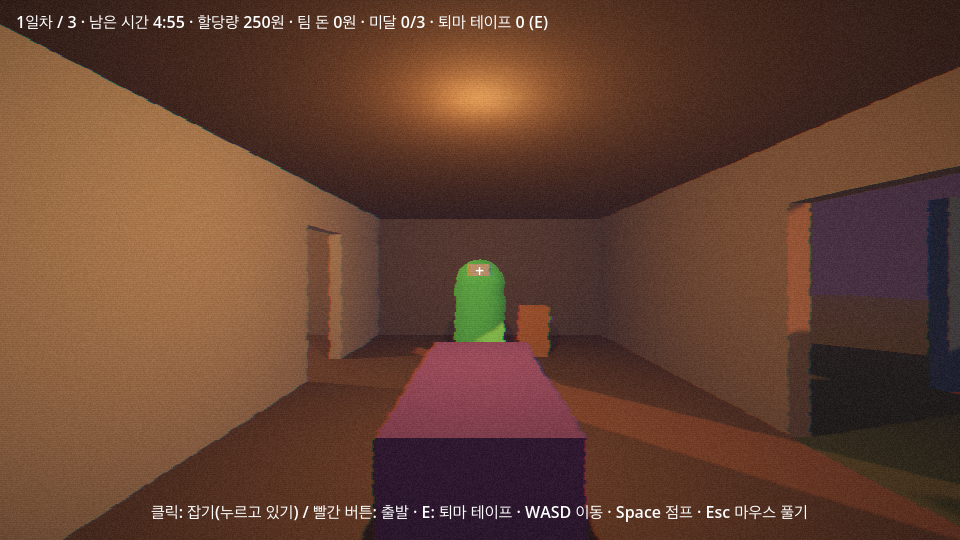 1일차 / 3 · 남은 시간 4:55 · 할당량 250원 · 팀 돈 0원 · 미달 0/3 · 퇴마 테이프 0 (E)
클릭: 잡기(누르고 있기) / 빨간 버튼: 출발 · E: 퇴마 테이프 · WASD 이동 · Space 점프 · Esc 마우스 풀기